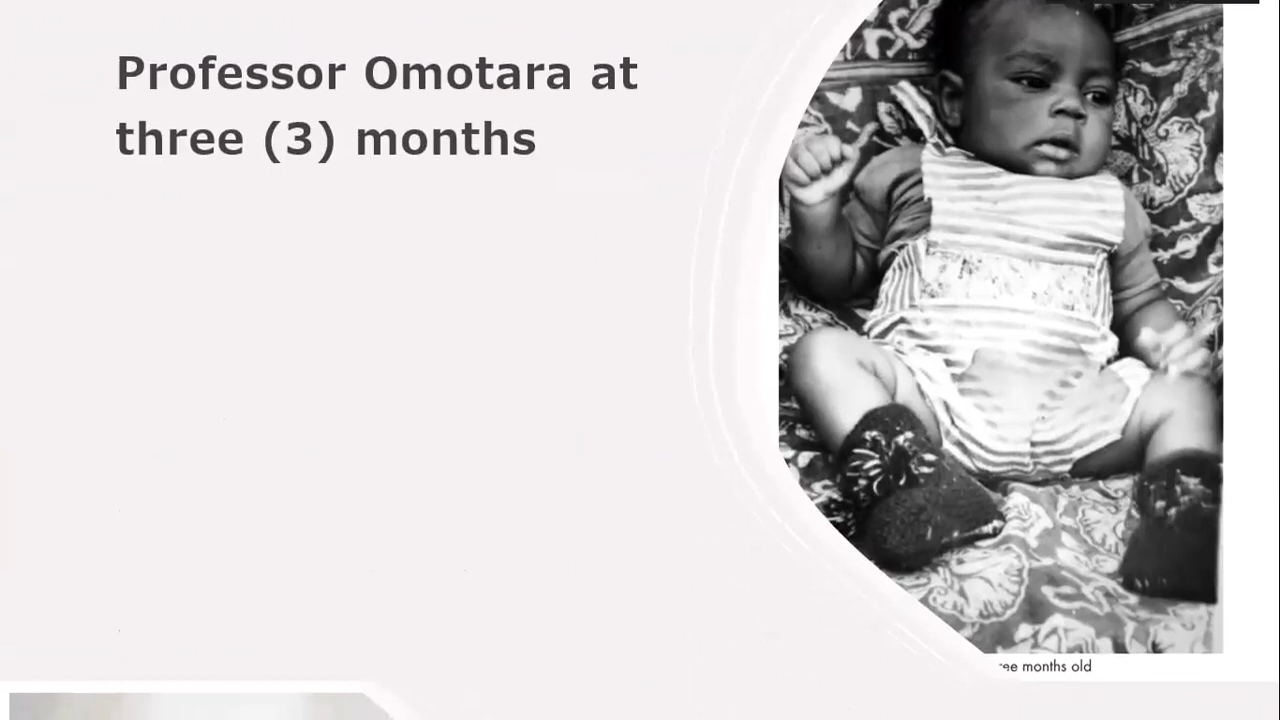 Professor Omotara at
three (3) months
months old